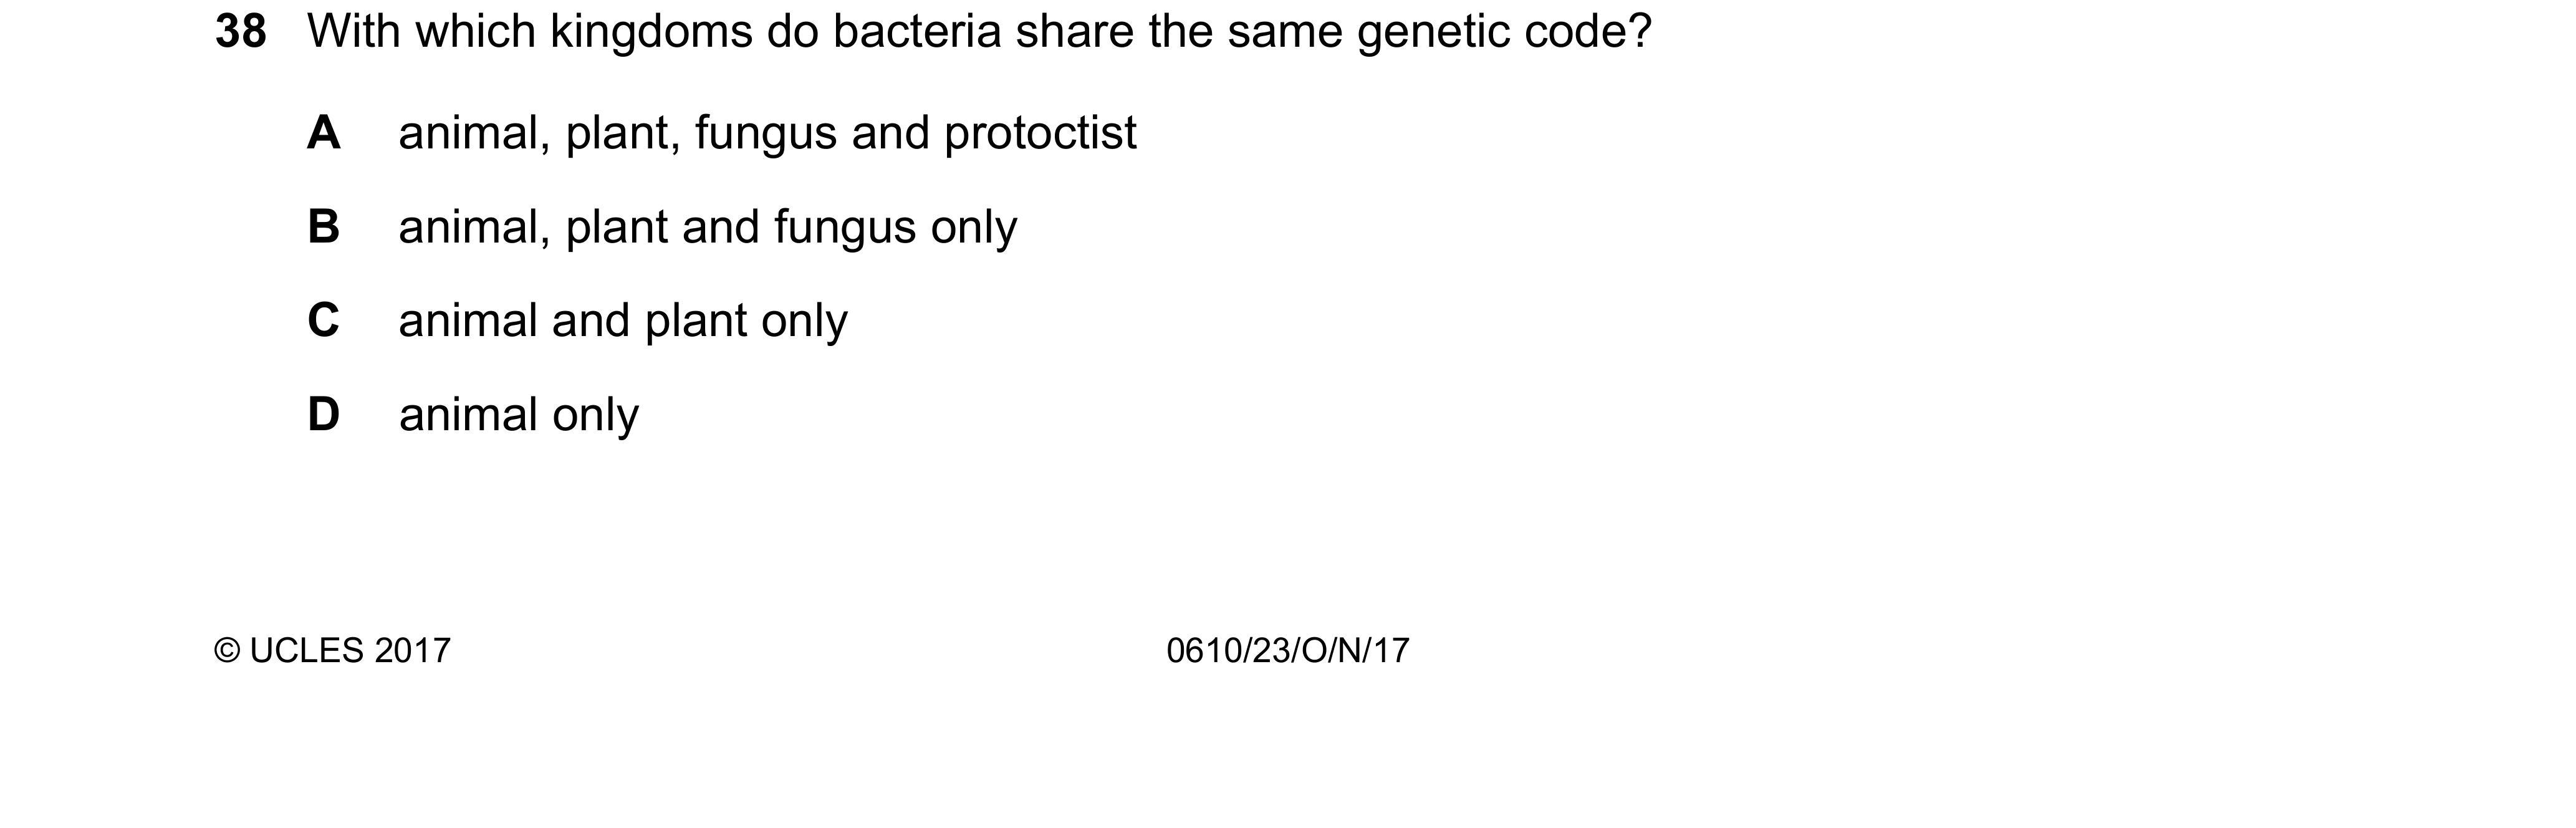 38 With which kingdoms do bacteria share the same genetic code?
A animal, plant, fungus and protoctist
B animal, plant and fungus only
C animal and plant only
D animal only
© UCLES 2017 0610/23/O/N/17